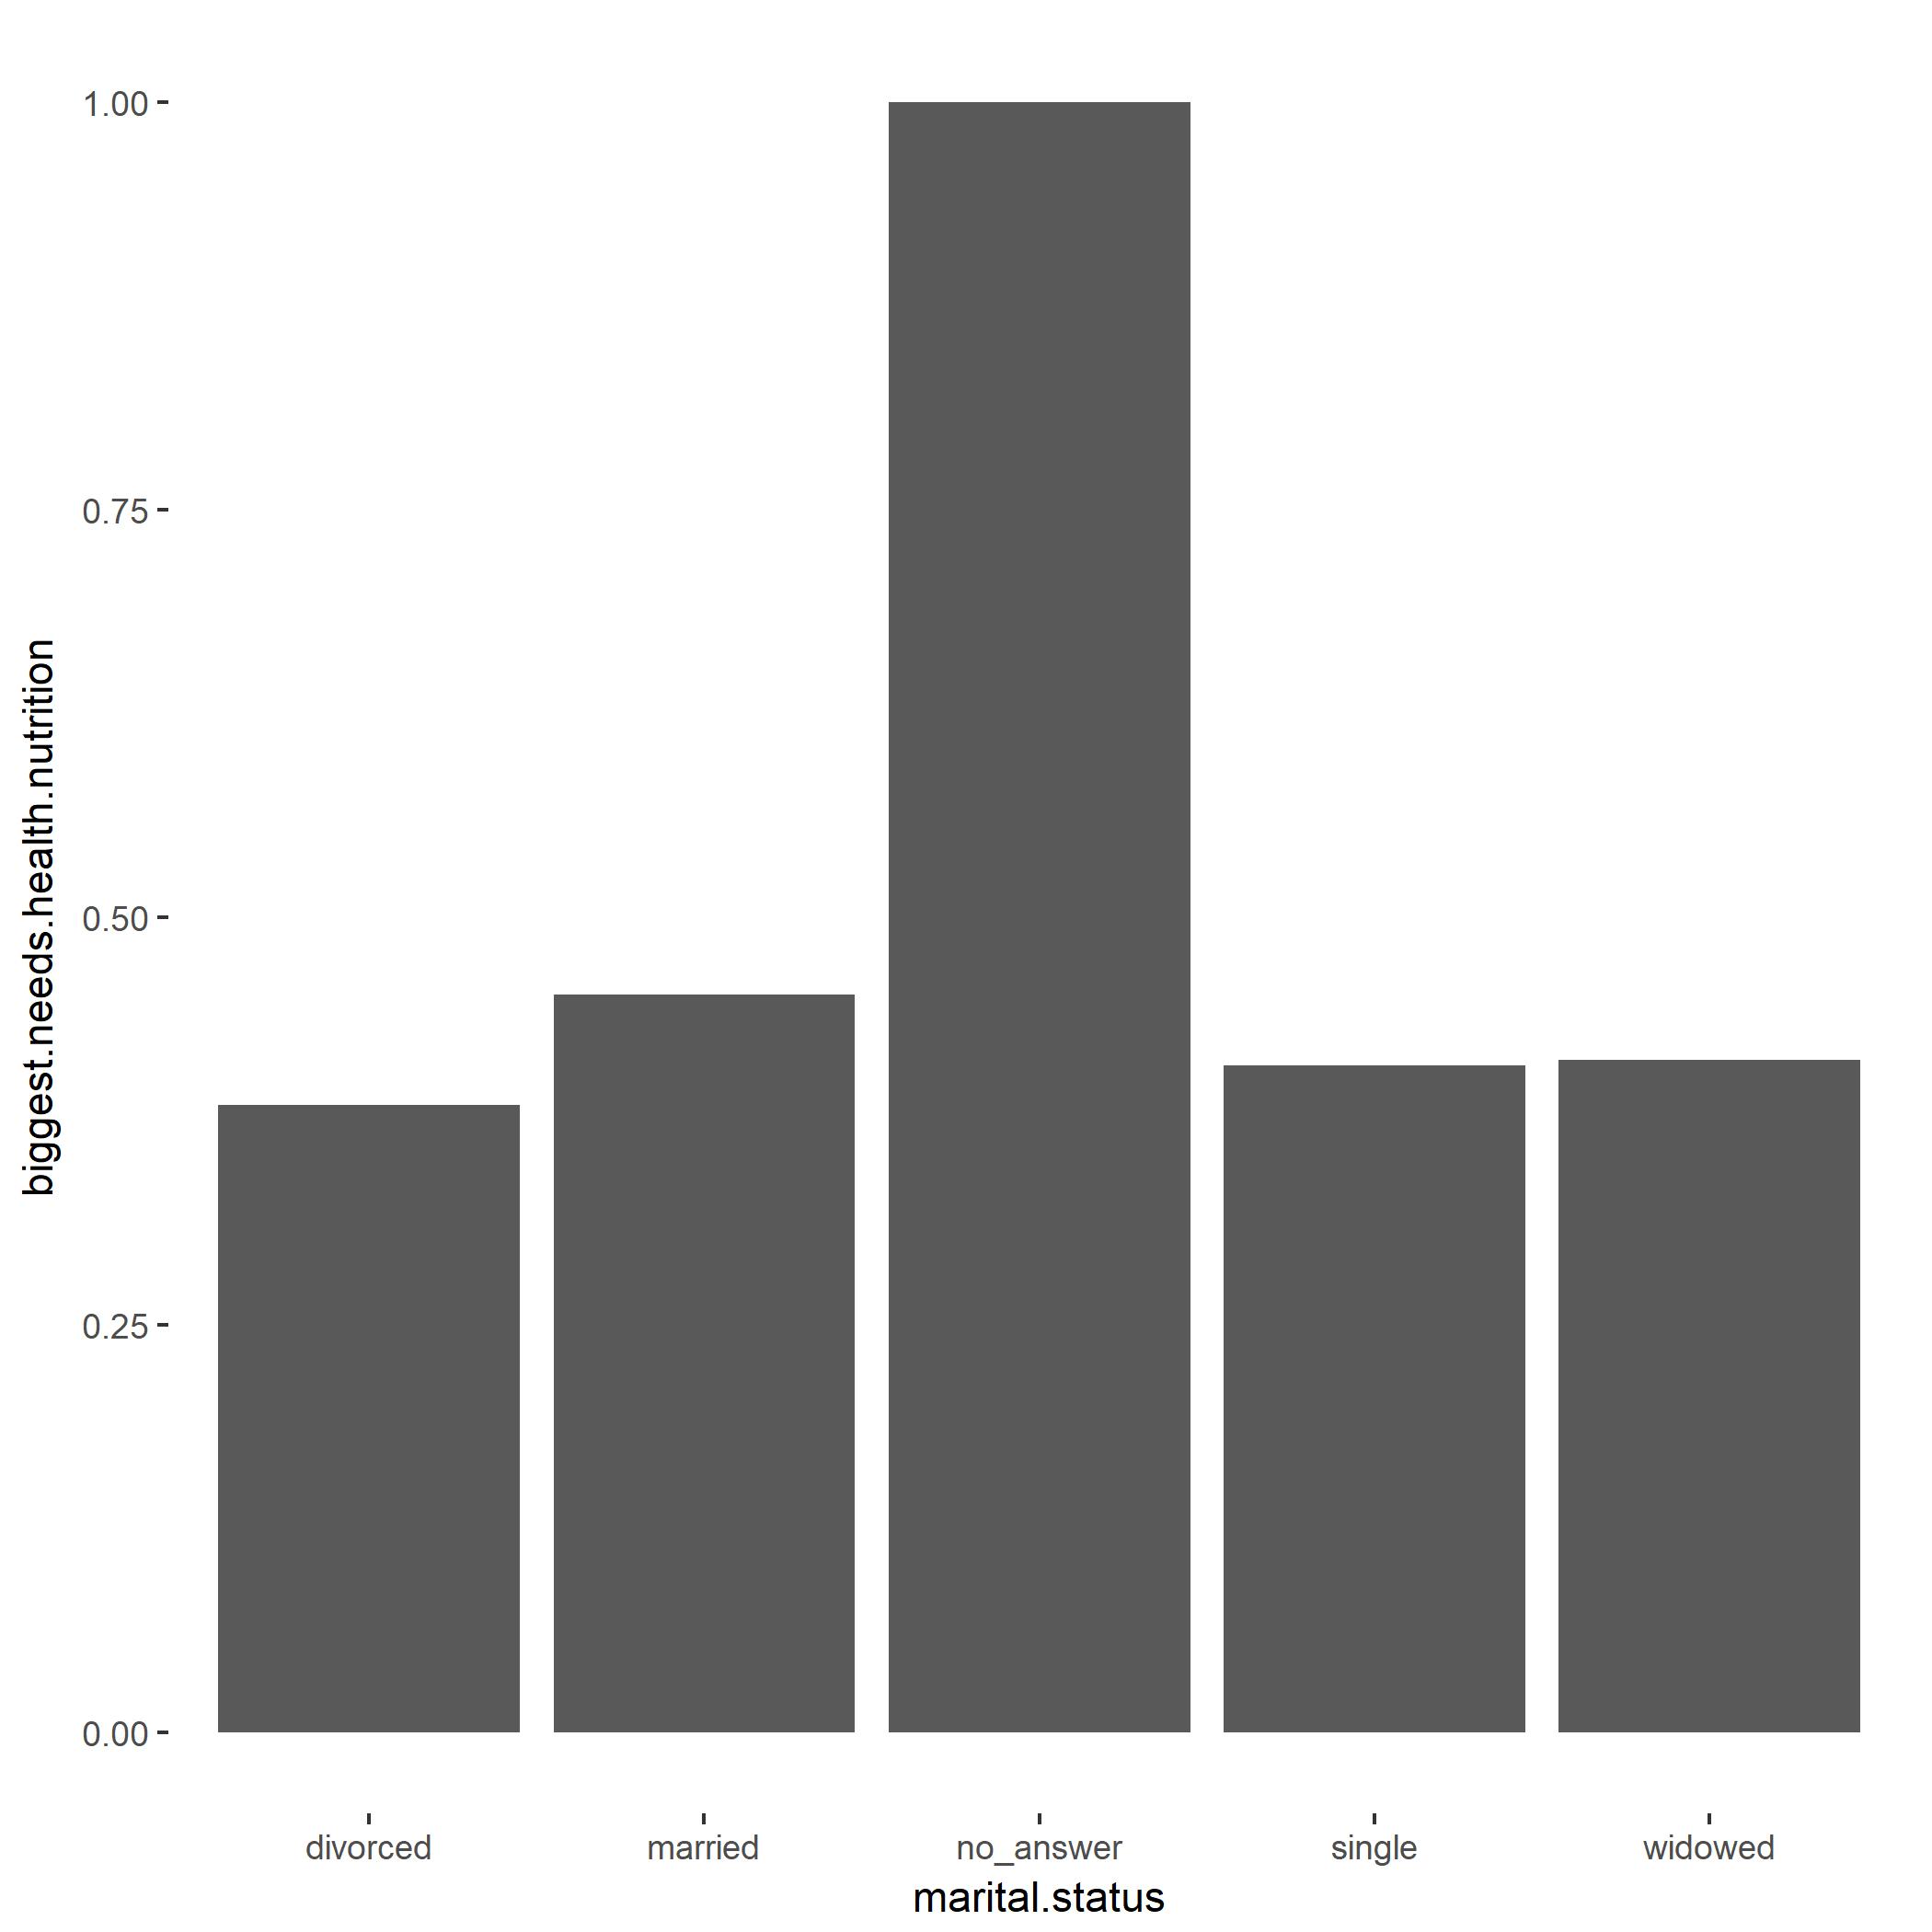 1.00
0.75
0.50
0.25
0.00
biggest.needs.health.nutrition
divorced married no_answer single widowed
marital.status